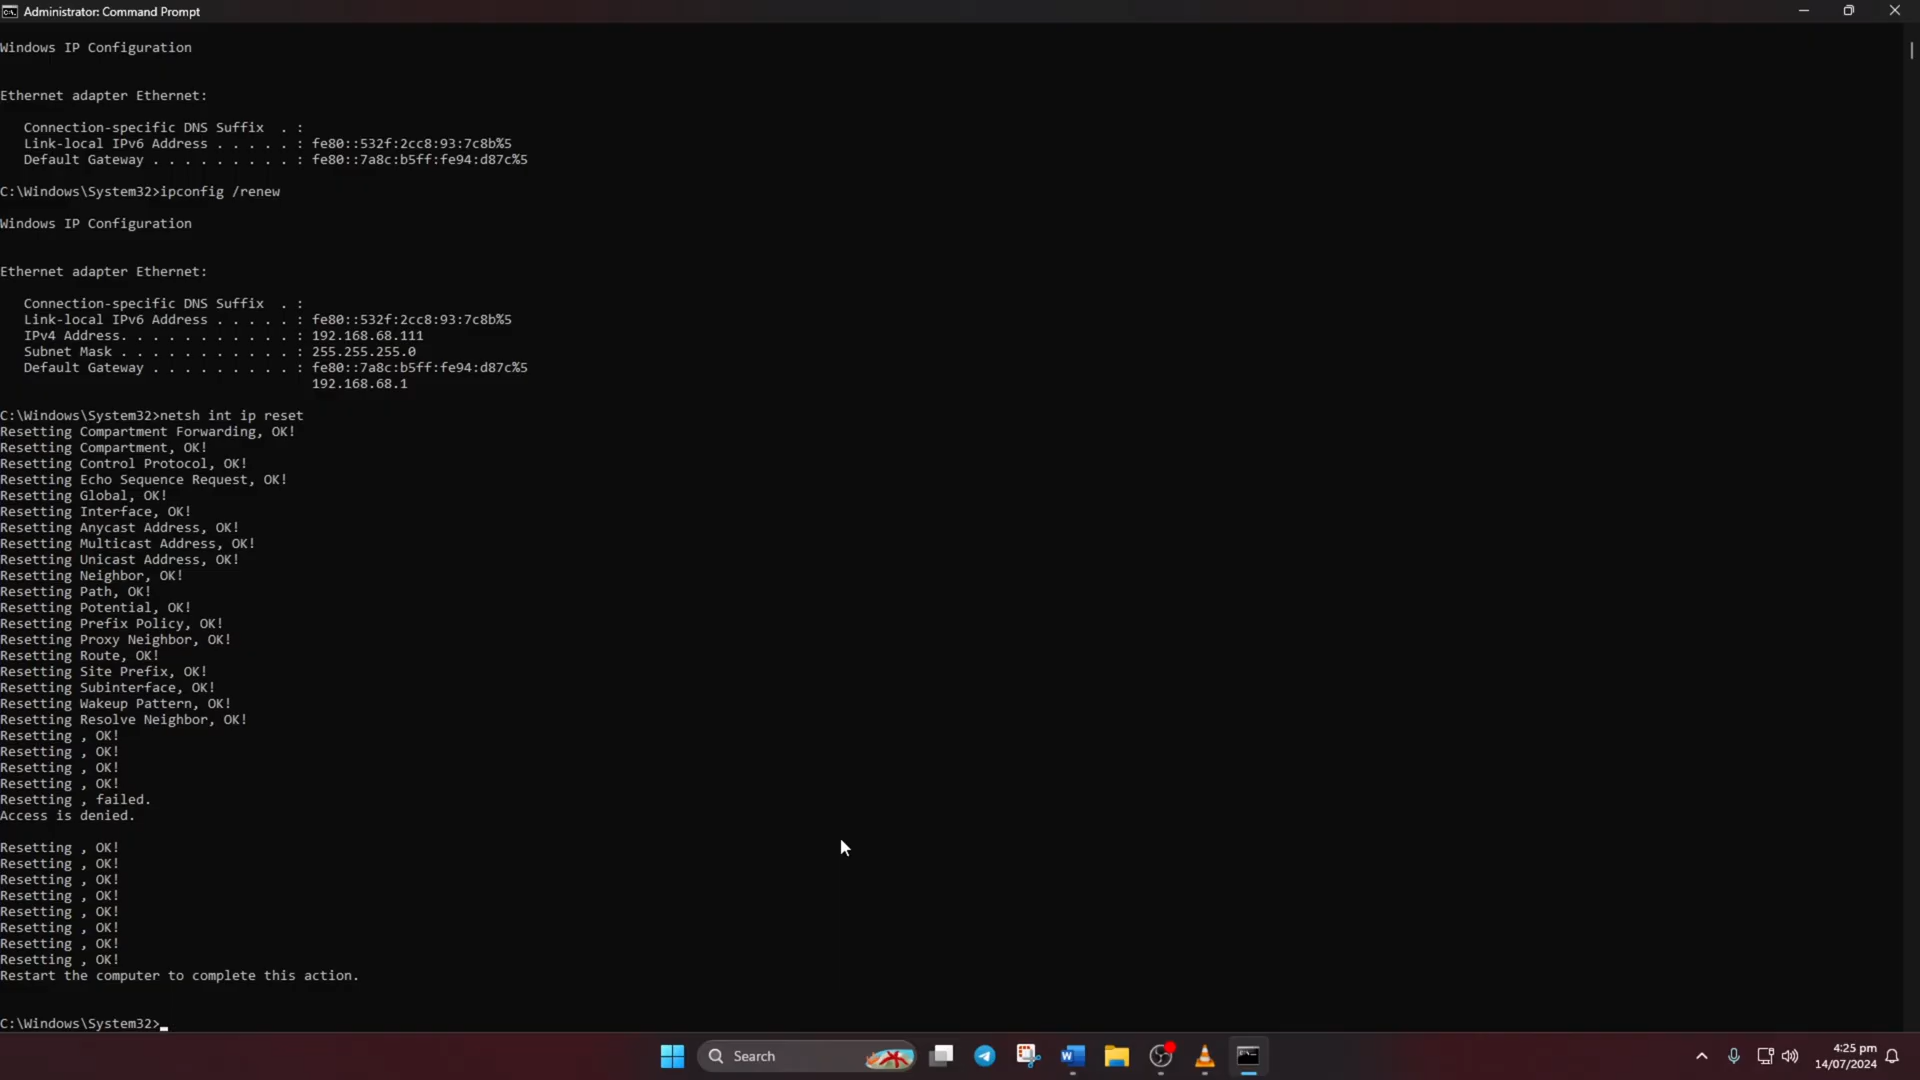 Administrator: Command Prompt
Windows IP Configuration
Ethernet adapter Ethernet:
   Connection-specific DNS Suffix  . :
   Link-local IPv6 Address . . . . . : fe80::532f:2cc8:93:7c8b%5
   Default Gateway . . . . . . . . . : fe80::7a8c:b5ff:fe94:d87c%5
C:\Windows\System32>ipconfig /renew
Windows IP Configuration
Ethernet adapter Ethernet:
   Connection-specific DNS Suffix  . :
   Link-local IPv6 Address . . . . . : fe80::532f:2cc8:93:7c8b%5
   IPv4 Address. . . . . . . . . . . : 192.168.68.111
   Subnet Mask . . . . . . . . . . . : 255.255.255.0
   Default Gateway . . . . . . . . . : fe80::7a8c:b5ff:fe94:d87c%5
                                       192.168.68.1
C:\Windows\System32>netsh int ip reset
Resetting Compartment Forwarding, OK!
Resetting Compartment, OK!
Resetting Control Protocol, OK!
Resetting Echo Sequence Request, OK!
Resetting Global, OK!
Resetting Interface, OK!
Resetting Anycast Address, OK!
Resetting Multicast Address, OK!
Resetting Unicast Address, OK!
Resetting Neighbor, OK!
Resetting Path, OK!
Resetting Potential, OK!
Resetting Prefix Policy, OK!
Resetting Proxy Neighbor, OK!
Resetting Route, OK!
Resetting Site Prefix, OK!
Resetting Subinterface, OK!
Resetting Wakeup Pattern, OK!
Resetting Resolve Neighbor, OK!
Resetting , OK!
Resetting , OK!
Resetting , OK!
Resetting , OK!
Resetting , failed.
Access is denied.
Resetting , OK!
Resetting , OK!
Resetting , OK!
Resetting , OK!
Resetting , OK!
Resetting , OK!
Resetting , OK!
Resetting , OK!
Restart the computer to complete this action.
C:\Windows\System32>
Search
4:25 pm
14/07/2024